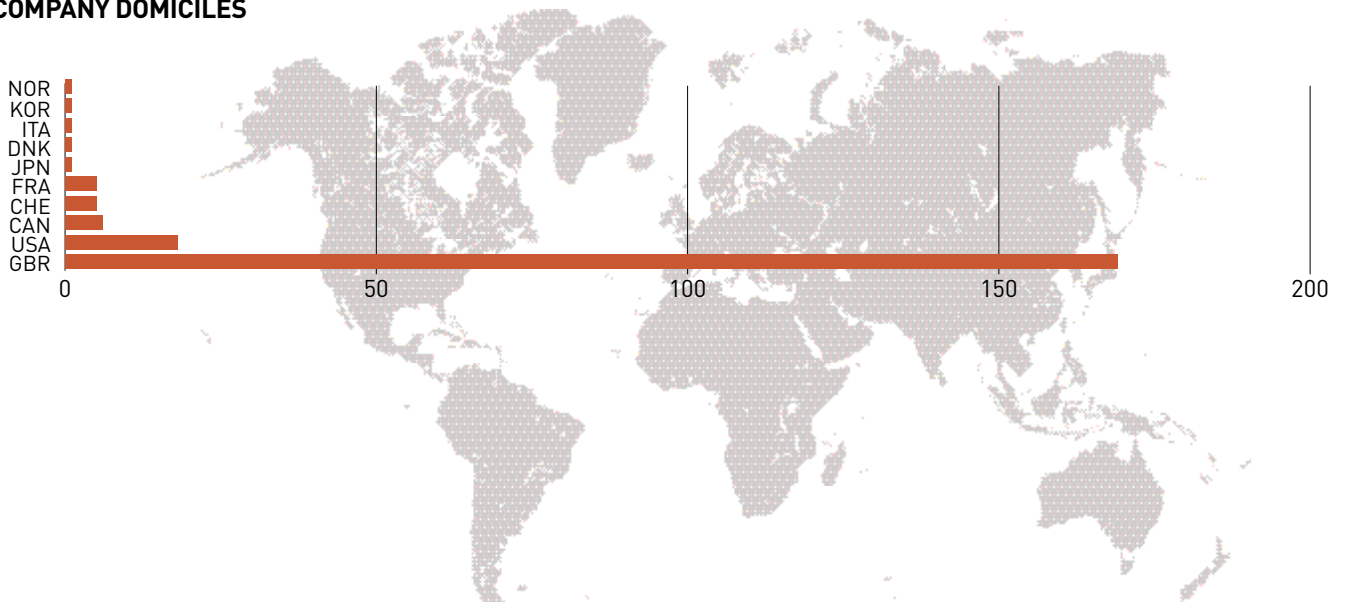 COMPANY DOMICILES
NOR
KOR
ITA
DNK
JPN
FRA
CHE
CAN
USA
GBR
0 50 100 150 200